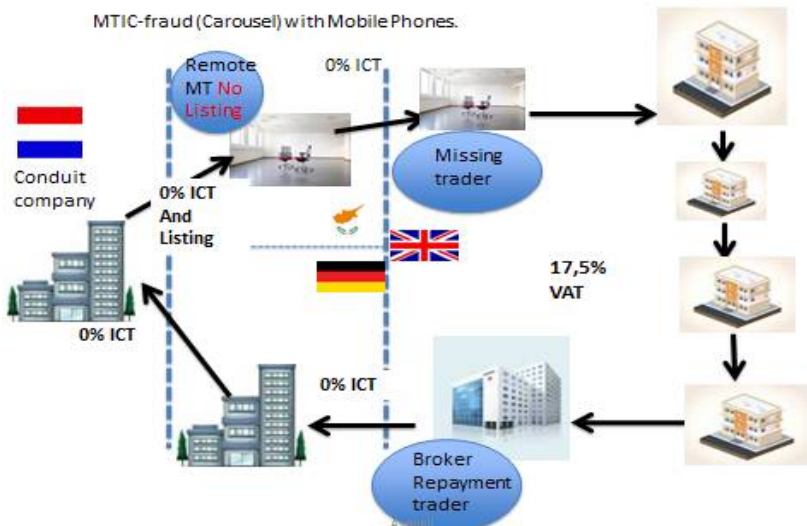 MTIC-fraud (Carousel) with Mobile Phones.
Remote
MT No
Listing
0% ICT
Conduit
company
0% ICT
And
Listing
Missing
trader
17,5%
VAT
0% ICT
0% ICT
Broker
Repayment
trader